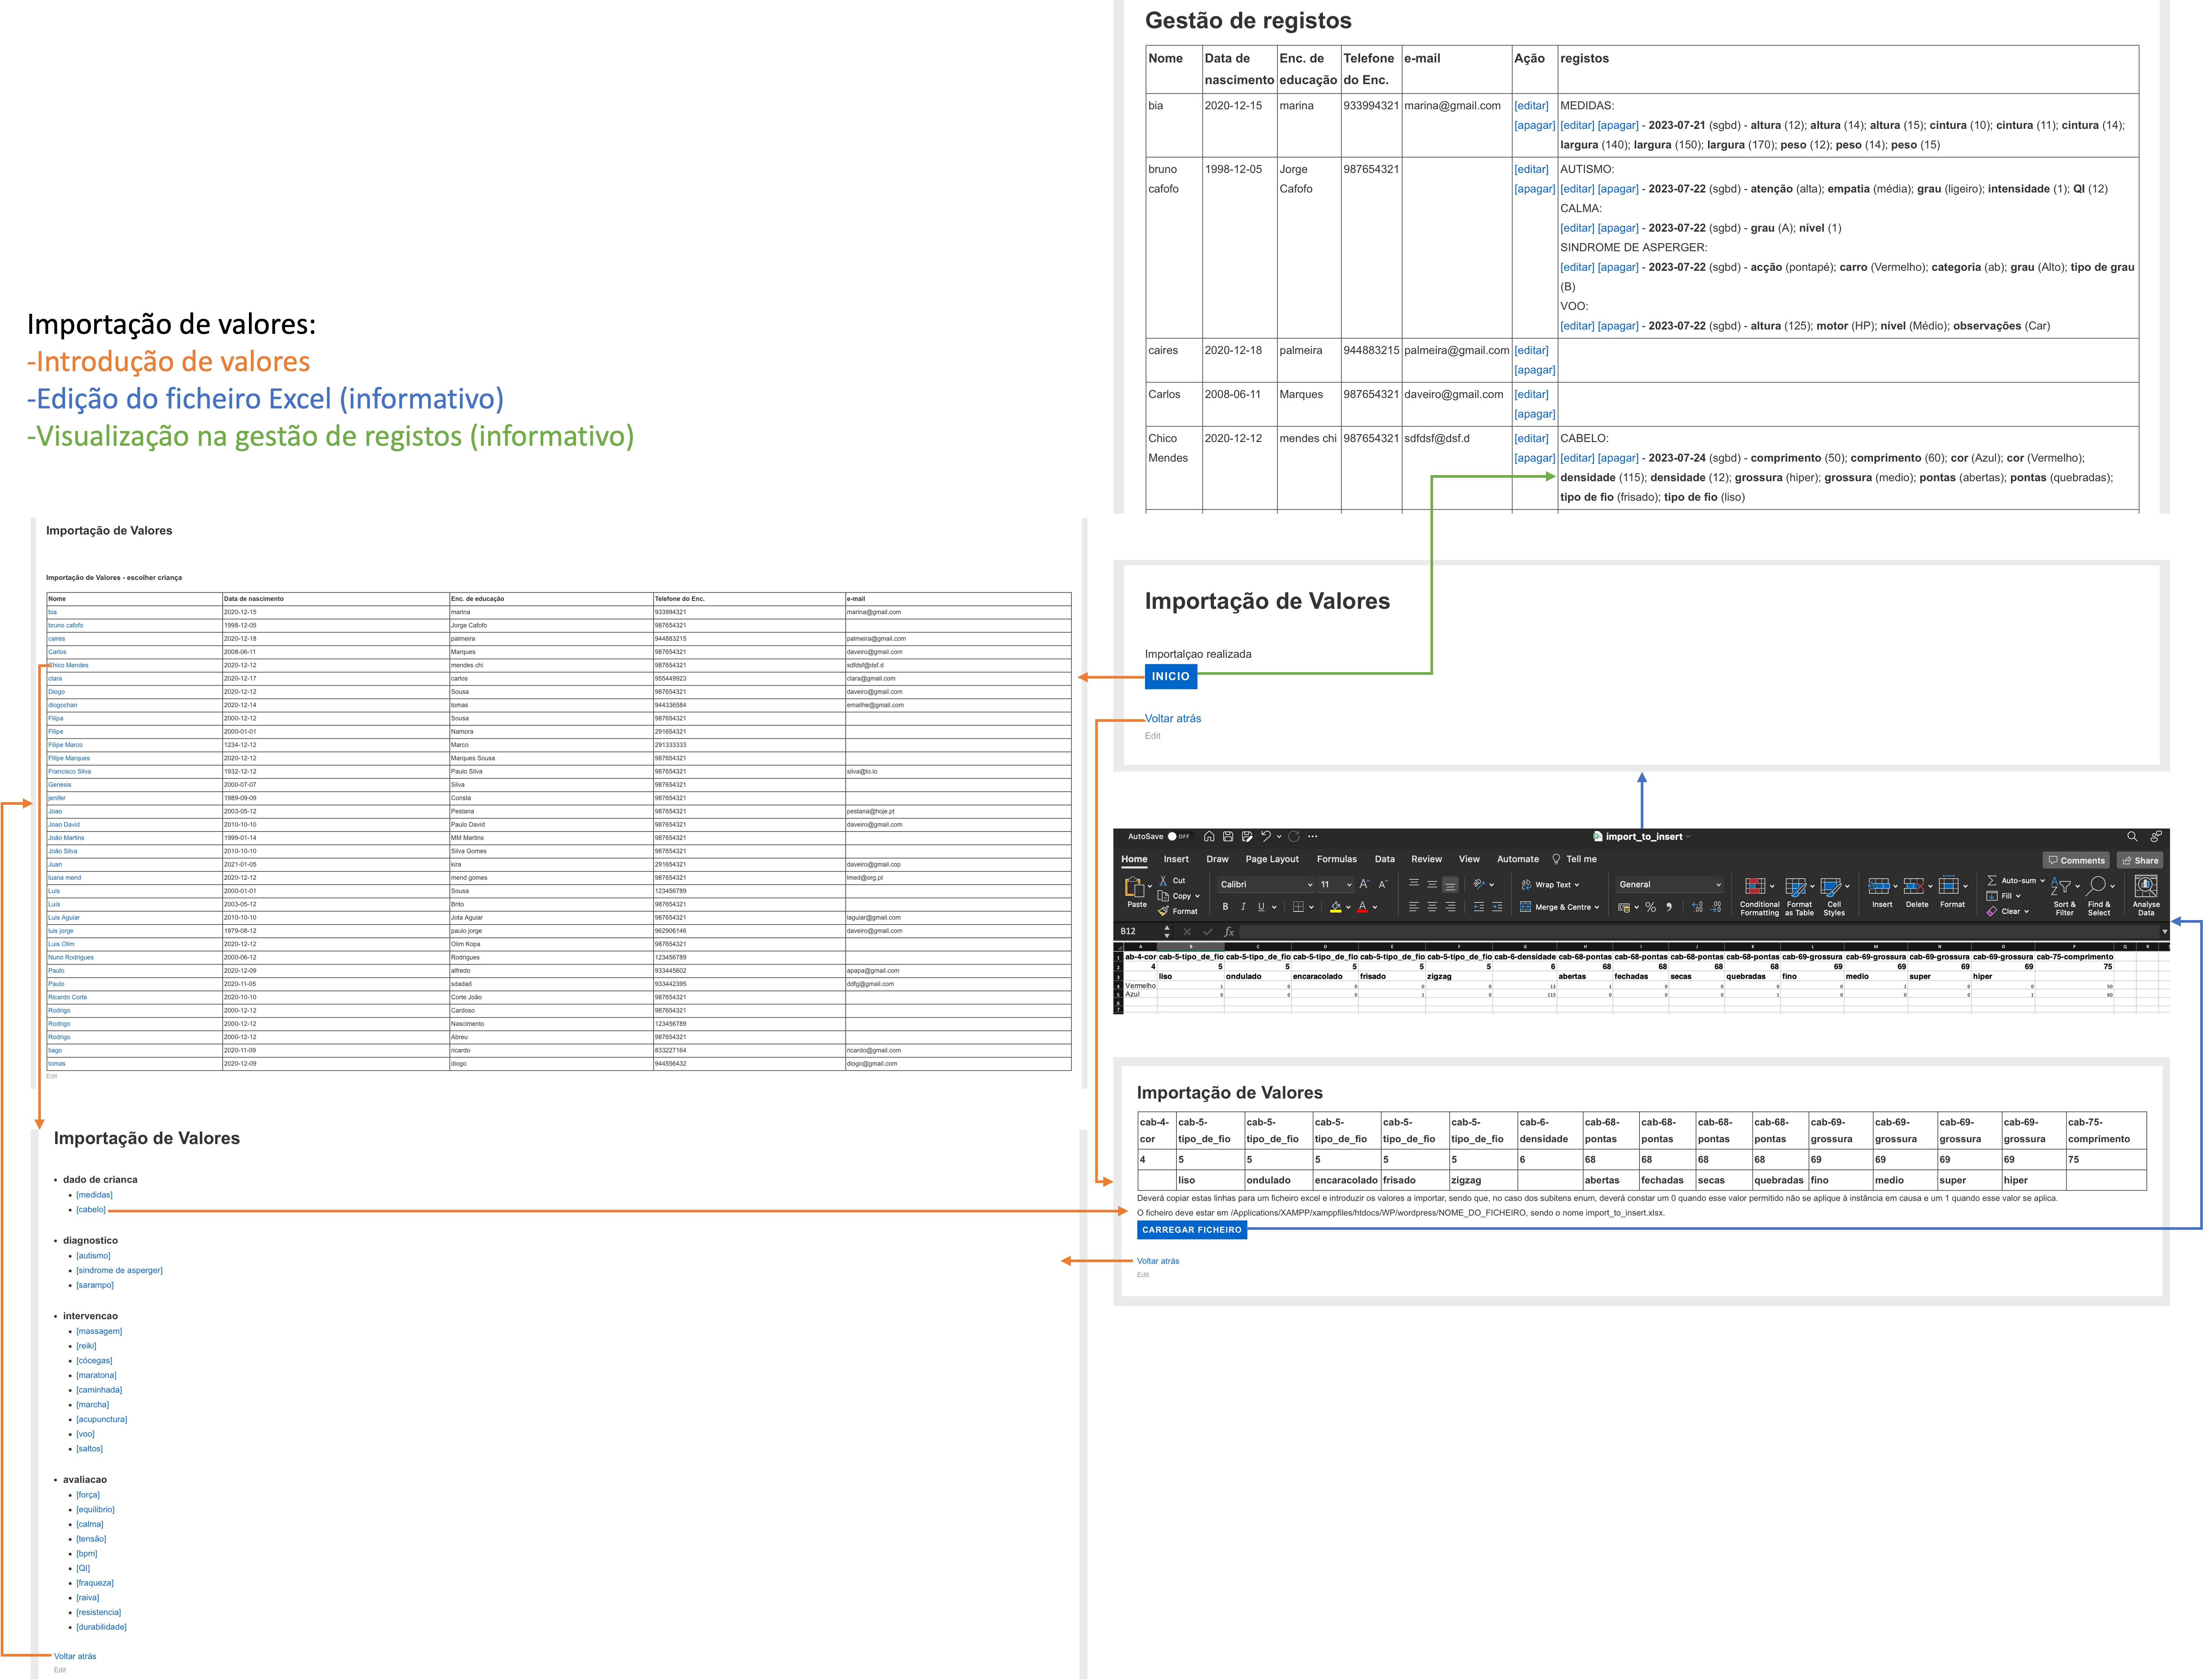 Gestão de registos
Nome Data de nascimento Enc. de educação Telefone do Enc. e-mail Ação registos
bia 2020-12-15 marina 933994321 marina@gmail.com [editar] MEDIDAS:
[apagar] [editar] [apagar] - 2023-07-21 (sgbd) - altura (12); altura (14); altura (15); cintura (10); cintura (11); cintura (14);
largura (140); largura (150); largura (170); peso (12); peso (14); peso (15)
bruno cafofo 1998-12-05 Jorge Cafofo 987654321 [editar] AUTISMO:
[apagar] [editar] [apagar] - 2023-07-22 (sgbd) - atenção (alta); empatia (média); grau (ligeiro); intensidade (1); QI (12)
CALMA:
[editar] [apagar] - 2023-07-22 (sgbd) - grau (A); nível (1)
SINDROME DE ASPERGER:
[editar] [apagar] - 2023-07-22 (sgbd) - acção (pontapé); carro (Vermelho); categoria (ab); grau (Alto); tipo de grau
(B)
VOO:
[editar] [apagar] - 2023-07-22 (sgbd) - altura (125); motor (HP); nível (Médio); observações (Car)
caires 2020-12-18 palmeira 944883215 palmeira@gmail.com [editar]
[apagar]
Carlos 2008-06-11 Marques 987654321 daveiro@gmail.com [editar]
[apagar]
Chico Mendes 2020-12-12 mendes chi 987654321 sdfdsf@dsf.d [editar] CABELO:
[apagar] [editar] [apagar] - 2023-07-24 (sgbd) - comprimento (50); comprimento (60); cor (Azul); cor (Vermelho);
densidade (115); densidade (12); grossura (hiper); grossura (medio); pontas (abertas); pontas (quebradas);
tipo de fio (frisado); tipo de fio (liso)
Importação de valores:
-Introdução de valores
-Edição do ficheiro Excel (informativo)
-Visualização na gestão de registos (informativo)
Importação de Valores
Importação de Valores - escolher criança
Nome Data de nascimento Enc. de educação Telefone do Enc. e-mail
bia 2020-12-15 marina 933994321 marina@gmail.com
bruno cafofo 1998-12-05 Jorge Cafofo 987654321
caires 2020-12-18 palmeira 944883215 palmeira@gmail.com
Carlos 2008-06-11 Marques 987654321 daveiro@gmail.com
Chico Mendes 2020-12-12 mendes chi 987654321 sdfdsf@dsf.d
clara 2020-12-17 carlos 955449923 clara@gmail.com
Diogo 2020-12-12 Sousa 987654321 daveiro@gmail.com
diogochan 2020-12-14 tomas 944336584 emailhe@gmail.com
Filipa 2000-12-12 Sousa 987654321
Filipe 2000-01-01 Namora 291654321
Filipe Marco 1234-12-12 Marco 291333333
FIlipe Marques 2020-12-12 Marques Sousa 987654321
Francisco Silva 1932-12-12 Paulo Silva 987654321 silva@lo.lo
Genesis 2000-07-07 Silva 987654321
jenifer 1989-09-09 Consta 987654321
Joao 2003-05-12 Pestana 987654321 pestana@hoje.pt
Joao David 2010-10-10 Paulo David 987654321 daveiro@gmail.com
João Martins 1999-01-14 MM Martins 987654321
João Silva 2010-10-10 Silva Gomes 987654321
Juan 2021-01-05 kira 291654321 daveiro@gmail.cop
luana mend 2020-12-12 mend gomes 987654321 lmed@org.pt
Luis 2000-01-01 Sousa 123456789
Luís 2003-05-12 Brito 987654321
Luis Aguiar 2010-10-10 Jota Aguiar 987654321 laguiar@gmail.com
luis jorge 1979-08-12 paulo jorge 962906146 daveiro@gmail.com
Luis Olim 2020-12-12 Olim Kopa 987654321
Nuno Rodrigues 2000-06-12 Rodrigues 123456789
Paulo 2020-12-09 alfredo 933445602 apapa@gmail.com
Paulo 2020-11-05 sdadad 933442395 ddfg@gmail.com
Ricardo Corte 2020-10-10 Corte João 987654321
Rodrigo 2000-12-12 Cardoso 987654321
Rodrigo 2000-12-12 Nascimento 123456789
Rodrigo 2000-12-12 Abreu 987654321
tiago 2020-11-09 ricardo 833227164 ricardo@gmail.com
tomas 2020-12-09 diogo 944556432 diogo@gmail.com
Edit
Importação de Valores
Importalçao realizada
INICIO
Voltar atrás
Edit
AutoSave OFF import_to_insert
Home Insert Draw Page Layout Formulas Data Review View Automate Tell me Comments Share
Paste Cut Copy Format Calibri 11 Wrap Text Merge & Centre General Conditional Formatting Format as Table Cell Styles Insert Delete Format Auto-sum Fill Clear Sort & Filter Find & Select Analyse Data
B I U
B12 fx
A B C D E F G H I J K L M N O P Q R
1 ab-4-cor cab-5-tipo_de_fio cab-5-tipo_de_fio cab-5-tipo_de_fio cab-5-tipo_de_fio cab-5-tipo_de_fio cab-6-densidade cab-68-pontas cab-68-pontas cab-68-pontas cab-68-pontas cab-69-grossura cab-69-grossura cab-69-grossura cab-69-grossura cab-75-comprimento
2 4 5 5 5 5 5 6 68 68 68 68 69 69 69 69 75
3 liso ondulado encaracolado frisado zigzag abertas fechadas secas quebradas fino medio super hiper
4 Vermelho 1 0 0 0 0 12 1 0 0 0 0 1 0 0 50
5 Azul 0 0 0 1 0 115 0 0 0 1 0 0 0 1 60
6
7
Importação de Valores
cab-4-cor cab-5-tipo_de_fio cab-5-tipo_de_fio cab-5-tipo_de_fio cab-5-tipo_de_fio cab-5-tipo_de_fio cab-6-densidade cab-68-pontas cab-68-pontas cab-68-pontas cab-68-pontas cab-69-grossura cab-69-grossura cab-69-grossura cab-69-grossura cab-75-comprimento
4 5 5 5 5 5 6 68 68 68 68 69 69 69 69 75
liso ondulado encaracolado frisado zigzag abertas fechadas secas quebradas fino medio super hiper
Deverá copiar estas linhas para um ficheiro excel e introduzir os valores a importar, sendo que, no caso dos subitens enum, deverá constar um 0 quando esse valor permitido não se aplique à instância em causa e um 1 quando esse valor se aplica.
O ficheiro deve estar em /Applications/XAMPP/xamppfiles/htdocs/WP/wordpress/NOME_DO_FICHEIRO, sendo o nome import_to_insert.xlsx.
CARREGAR FICHEIRO
Voltar atrás
Edit
Importação de Valores
dado de crianca
[medidas]
[cabelo]
diagnostico
[autismo]
[sindrome de asperger]
[sarampo]
intervencao
[massagem]
[reiki]
[cócegas]
[maratona]
[caminhada]
[marcha]
[acupunctura]
[voo]
[saltos]
avaliacao
[força]
[equilibrio]
[calma]
[tensão]
[bpm]
[QI]
[fraqueza]
[raiva]
[resistencia]
[durabilidade]
Voltar atrás
Edit